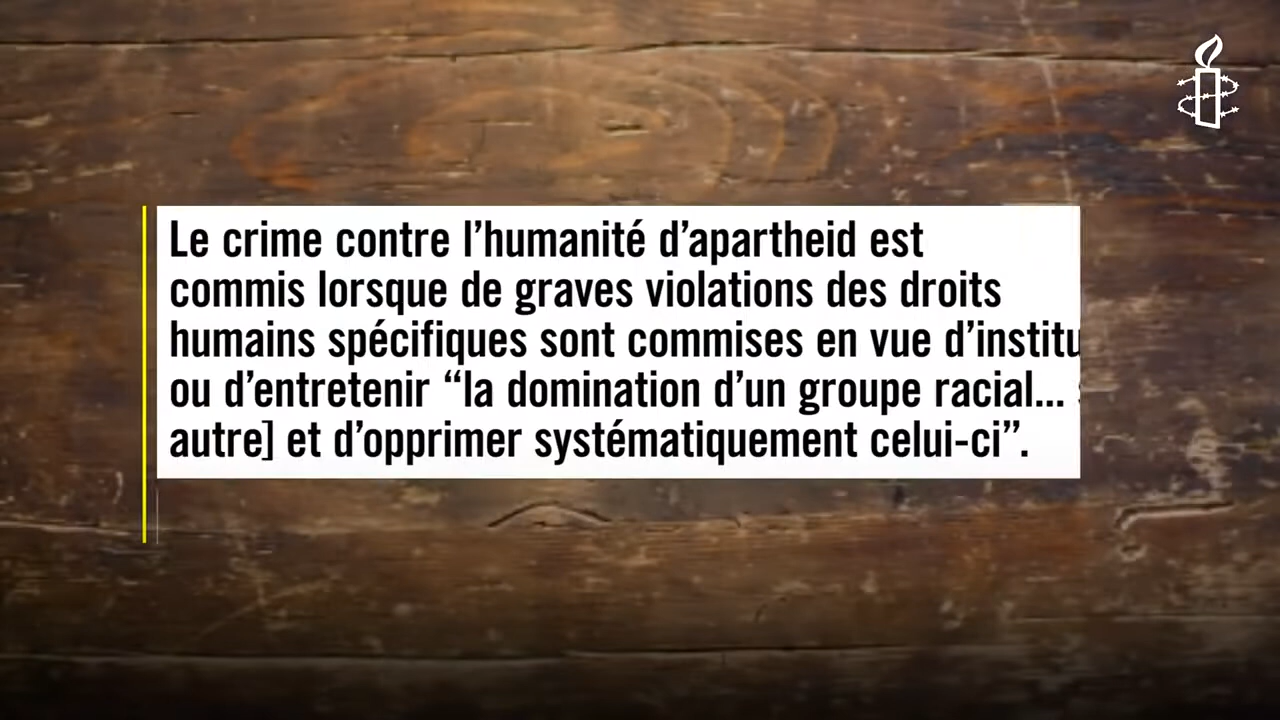 Le crime contre l’humanité d’apartheid est
commis lorsque de graves violations des droits
humains spécifiques sont commises en vue d’institu
ou d’entretenir “la domination d’un groupe racial...
autre] et d’opprimer systématiquement celui-ci”.